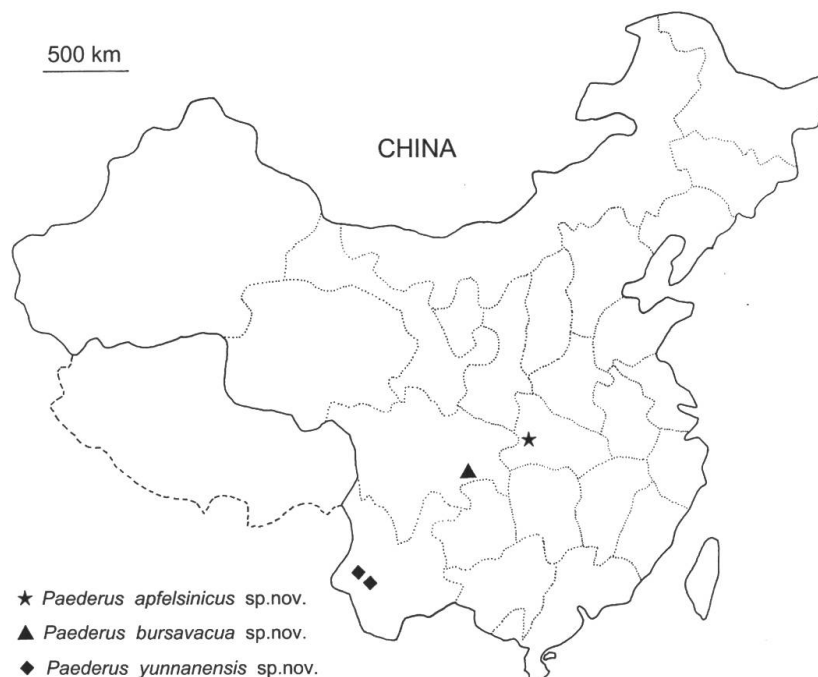 500 km
CHINA
★ Paederus apfelsinicus sp.nov.
▲ Paederus bursavacua sp.nov.
◆ Paederus yunnanensis sp.nov.